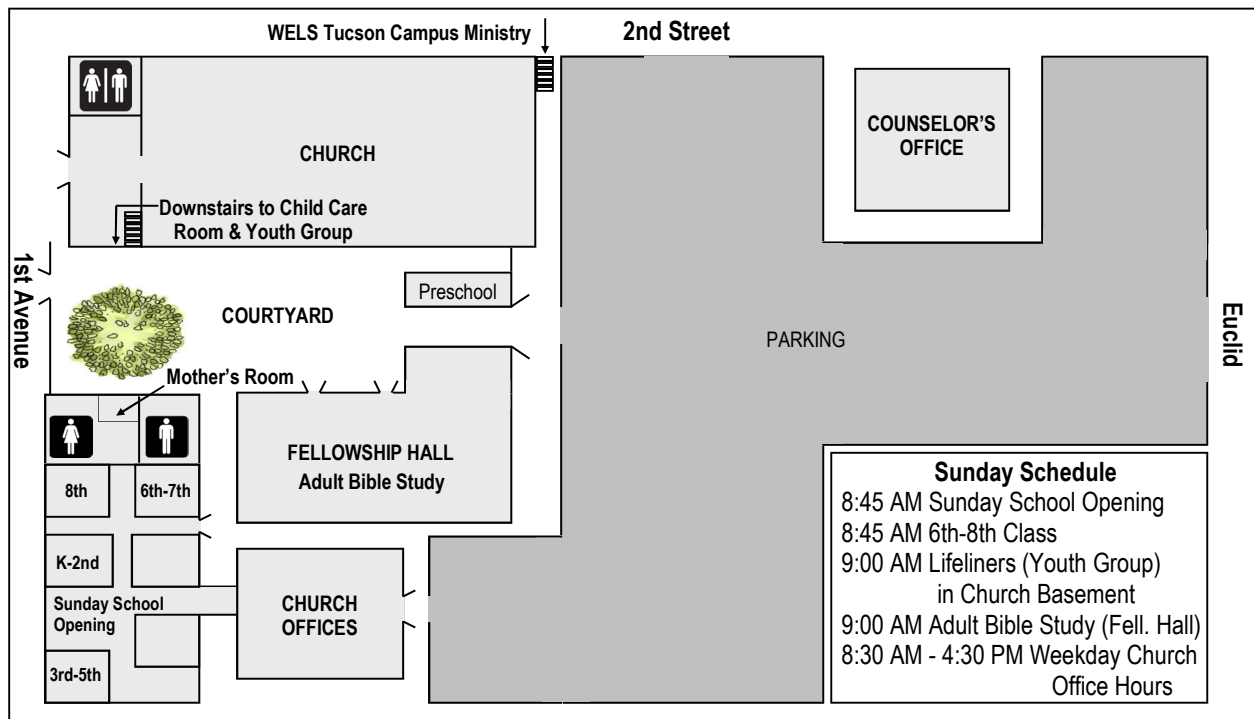 WELS Tucson Campus Ministry
2nd Street
COUNSELOR'S
OFFICE
CHURCH
Downstairs to Child Care
Room & Youth Group
1st Avenue
Preschool
COURTYARD
PARKING
Euclid
Mother's Room
FELLOWSHIP HALL
Adult Bible Study
8th
6th-7th
K-2nd
Sunday School
Opening
3rd-5th
CHURCH
OFFICES
Sunday Schedule
8:45 AM Sunday School Opening
8:45 AM 6th-8th Class
9:00 AM Lifeliners (Youth Group)
in Church Basement
9:00 AM Adult Bible Study (Fell. Hall)
8:30 AM - 4:30 PM Weekday Church
Office Hours